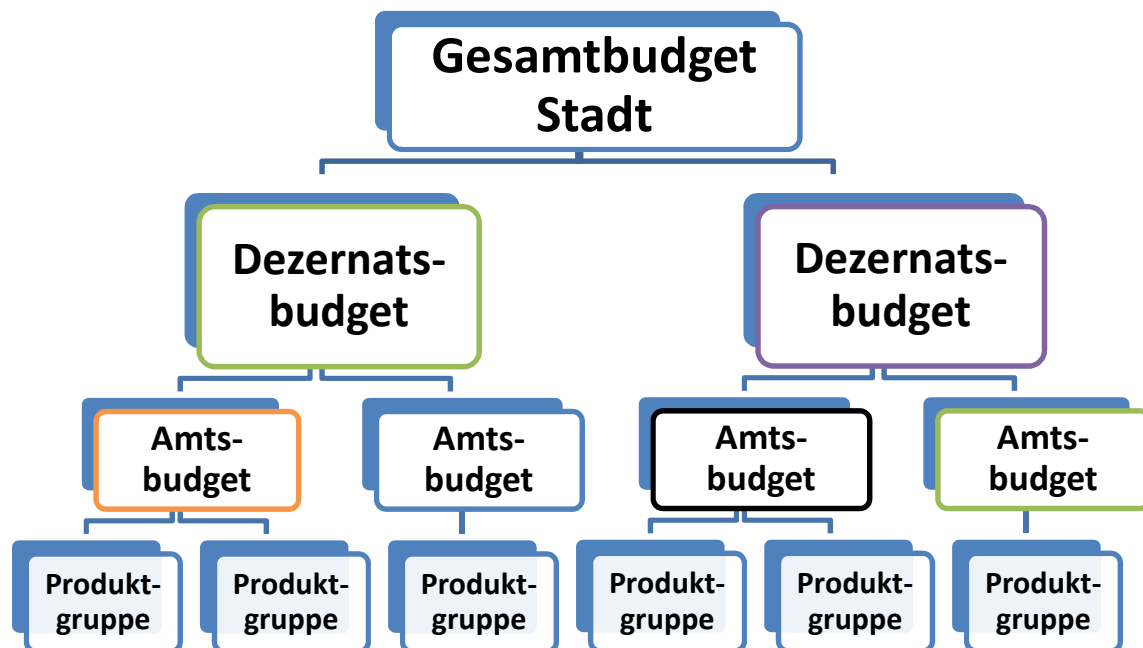 Gesamtbudget
Stadt
Dezernats-
budget
Dezernats-
budget
Amts-
budget
Amts-
budget
Amts-
budget
Amts-
budget
Produkt-
gruppe
Produkt-
gruppe
Produkt-
gruppe
Produkt-
gruppe
Produkt-
gruppe
Produkt-
gruppe